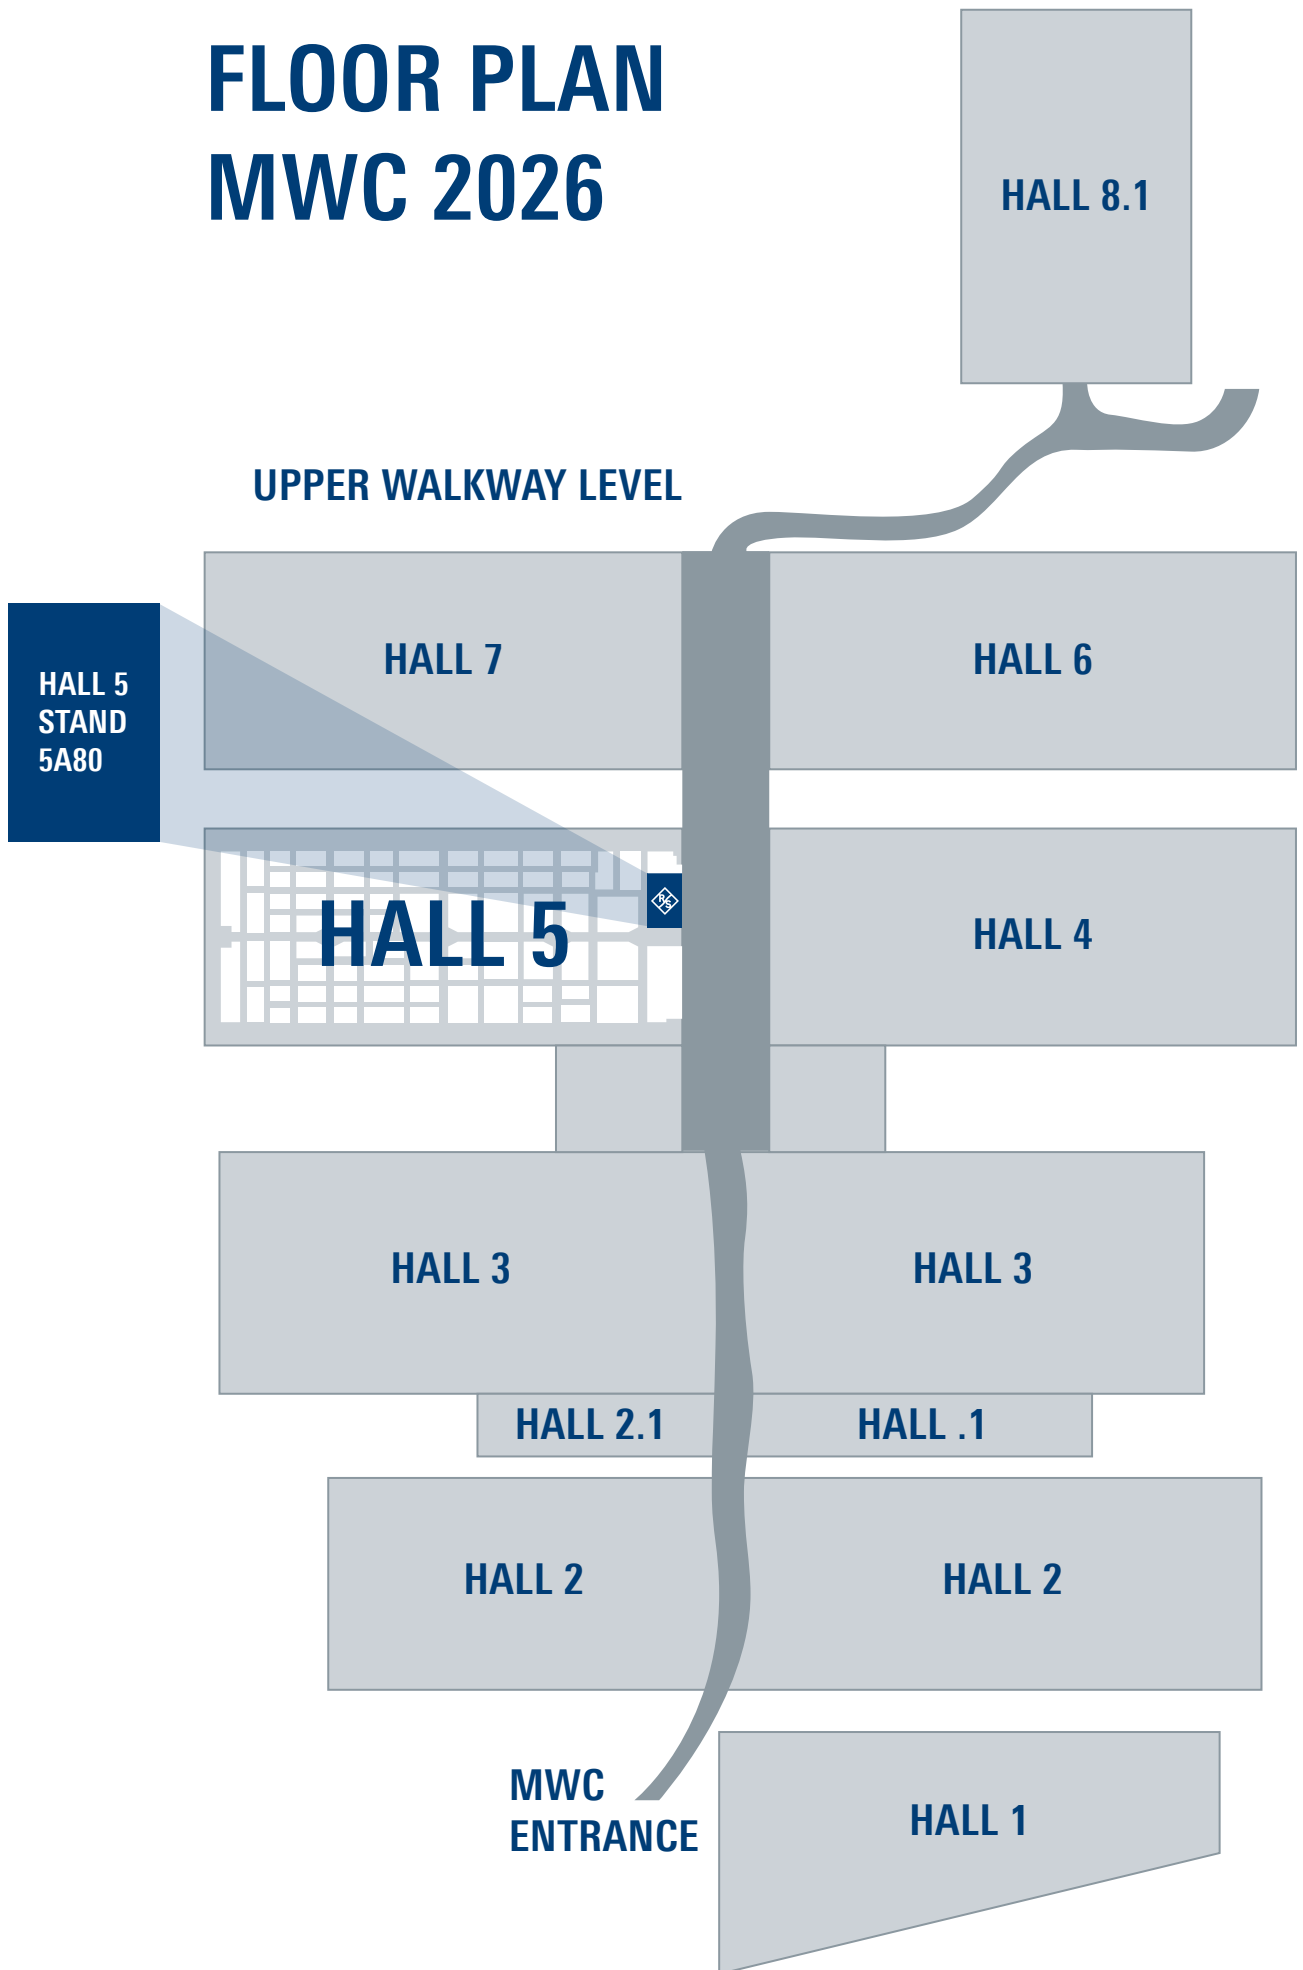 FLOOR PLAN
MWC 2026
HALL 8.1
UPPER WALKWAY LEVEL
HALL 7
HALL 6
HALL 5
STAND
5A80
R
S
HALL 5
HALL 4
HALL 3
HALL 3
HALL 2.1
HALL .1
HALL 2
HALL 2
MWC
ENTRANCE
HALL 1